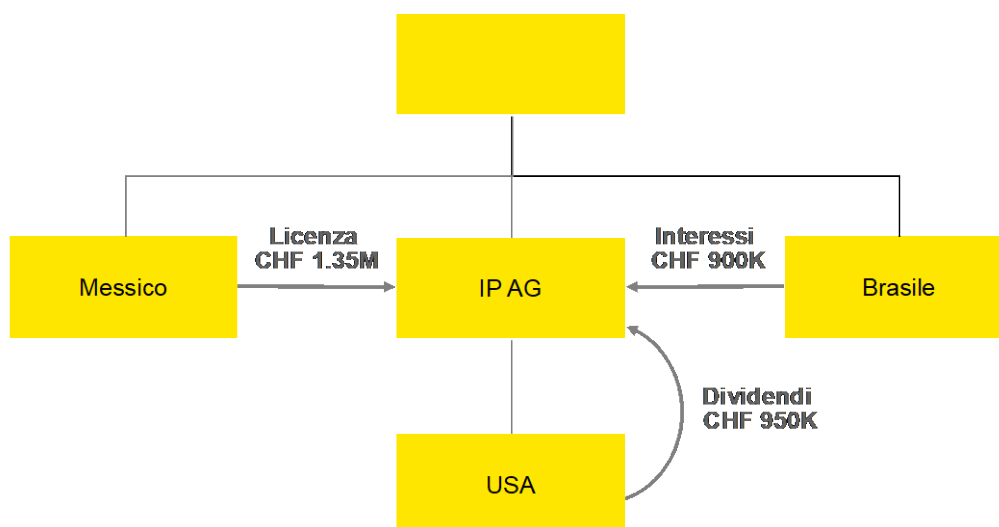 Licenza
CHF 1.35M
Interessi
CHF 900K
Messico
IP AG
Brasile
Dividendi
CHF 950K
USA